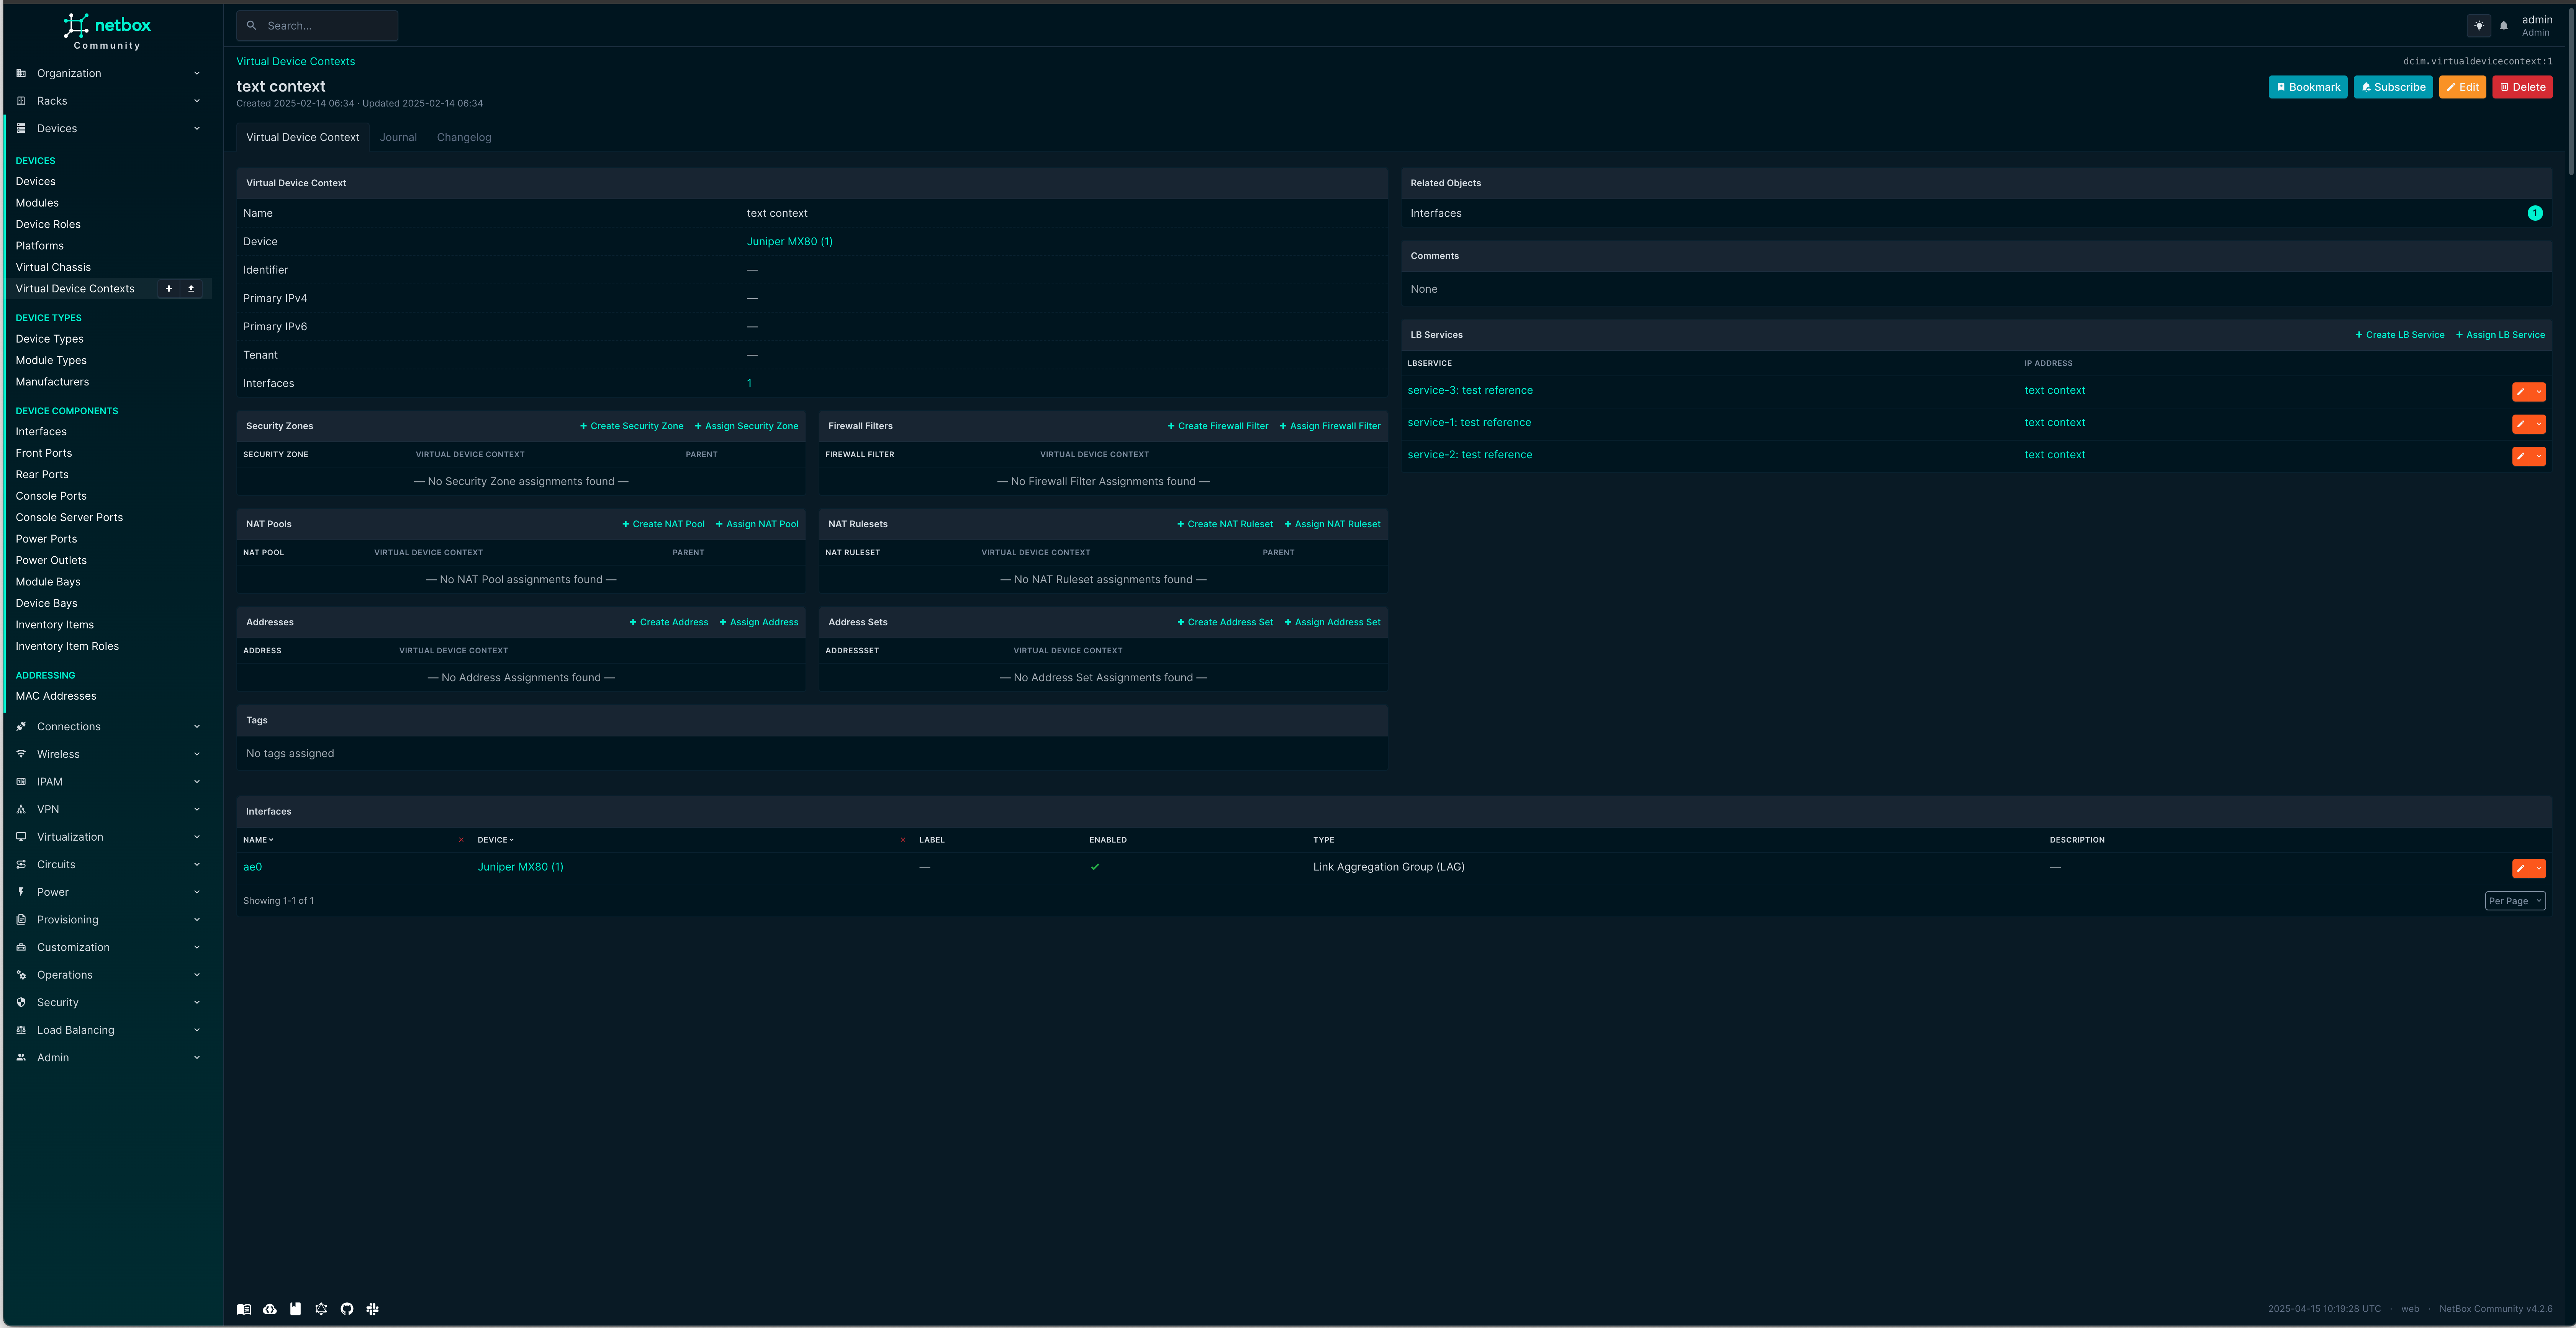 netbox
Community
Search...
admin
Admin
Organization
Racks
Devices
DEVICES
Devices
Modules
Device Roles
Platforms
Virtual Chassis
Virtual Device Contexts
DEVICE TYPES
Device Types
Module Types
Manufacturers
DEVICE COMPONENTS
Interfaces
Front Ports
Rear Ports
Console Ports
Console Server Ports
Power Ports
Power Outlets
Module Bays
Device Bays
Inventory Items
Inventory Item Roles
ADDRESSING
MAC Addresses
Connections
Wireless
IPAM
VPN
Virtualization
Circuits
Power
Provisioning
Customization
Operations
Security
Load Balancing
Admin
Virtual Device Contexts
dcim.virtualdevicecontext:1
text context
Created 2025-02-14 06:34 · Updated 2025-02-14 06:34
Bookmark Subscribe Edit Delete
Virtual Device Context Journal Changelog
Virtual Device Context
Name text context
Device Juniper MX80 (1)
Identifier —
Primary IPv4 —
Primary IPv6 —
Tenant —
Interfaces 1
Security Zones + Create Security Zone + Assign Security Zone
SECURITY ZONE VIRTUAL DEVICE CONTEXT PARENT
— No Security Zone assignments found —
Firewall Filters + Create Firewall Filter + Assign Firewall Filter
FIREWALL FILTER VIRTUAL DEVICE CONTEXT
— No Firewall Filter Assignments found —
NAT Pools + Create NAT Pool + Assign NAT Pool
NAT POOL VIRTUAL DEVICE CONTEXT PARENT
— No NAT Pool assignments found —
NAT Rulesets + Create NAT Ruleset + Assign NAT Ruleset
NAT RULESET VIRTUAL DEVICE CONTEXT PARENT
— No NAT Ruleset assignments found —
Addresses + Create Address + Assign Address
ADDRESS VIRTUAL DEVICE CONTEXT
— No Address Assignments found —
Address Sets + Create Address Set + Assign Address Set
ADDRESSSET VIRTUAL DEVICE CONTEXT
— No Address Set Assignments found —
Tags
No tags assigned
Related Objects
Interfaces 1
Comments
None
LB Services + Create LB Service + Assign LB Service
LBSERVICE IP ADDRESS
service-3: test reference text context
service-1: test reference text context
service-2: test reference text context
Interfaces
NAME DEVICE LABEL ENABLED TYPE DESCRIPTION
ae0 Juniper MX80 (1) — Link Aggregation Group (LAG) —
Showing 1-1 of 1
Per Page
2025-04-15 10:19:28 UTC · web · NetBox Community v4.2.6